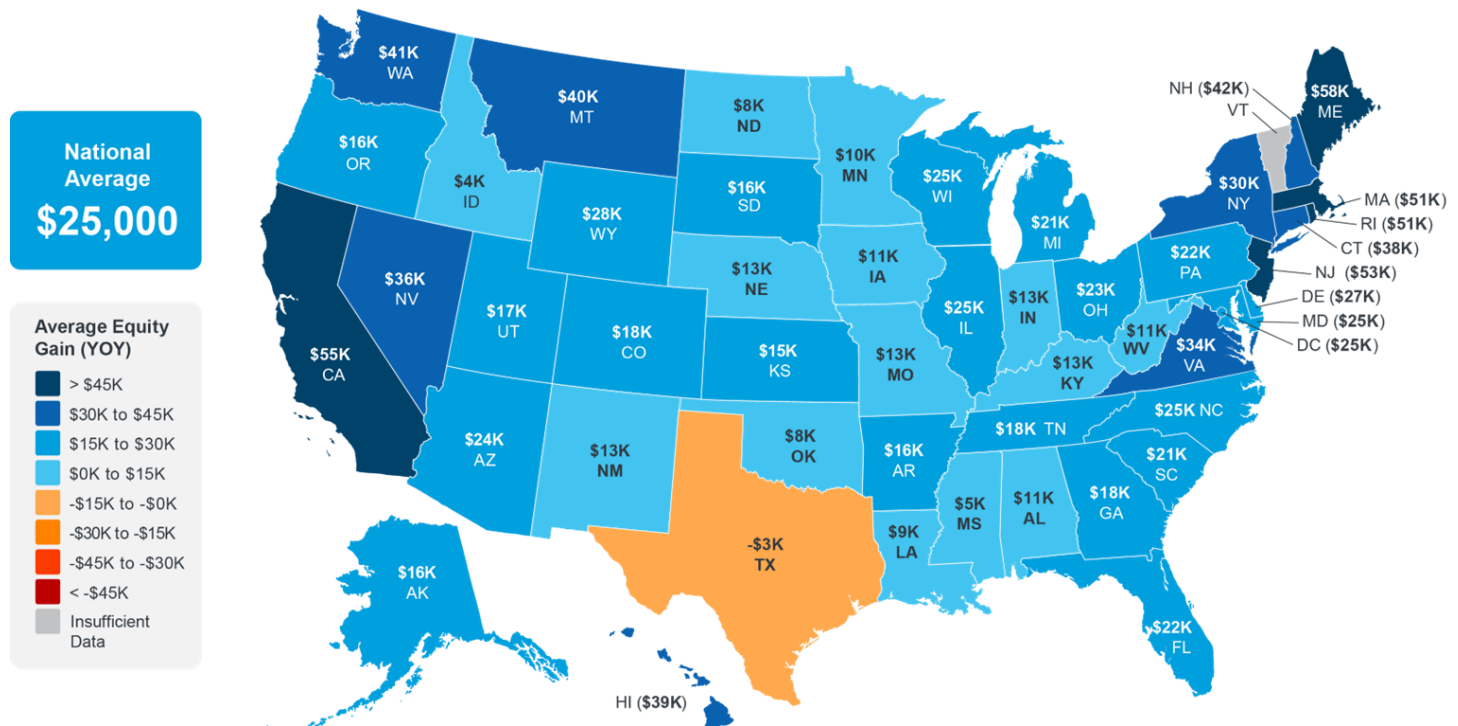 National
Average
$25,000
Average Equity
Gain (YOY)
> $45K
$30K to $45K
$15K to $30K
$0K to $15K
-$15K to -$0K
-$30K to -$15K
-$45K to -$30K
< -$45K
Insufficient
Data
$41K
WA
$16K
OR
$4K
ID
$40K
MT
$8K
ND
$10K
MN
$16K
SD
$28K
WY
$25K
WI
$21K
MI
NH ($42K)
VT
$58K
ME
$30K
NY
MA ($51K)
RI ($51K)
CT ($38K)
NJ ($53K)
DE ($27K)
MD ($25K)
DC ($25K)
$22K
PA
$11K
IA
$13K
NE
$36K
NV
$17K
UT
$18K
CO
$55K
CA
$15K
KS
$13K
MO
$25K
IL
$13K
IN
$23K
OH
$11K
WV
$34K
VA
$13K
KY
$25K NC
$18K TN
$21K
SC
$24K
AZ
$13K
NM
$8K
OK
$16K
AR
$5K
MS
$11K
AL
$18K
GA
$9K
LA
-$3K
TX
$16K
AK
$22K
FL
HI ($39K)